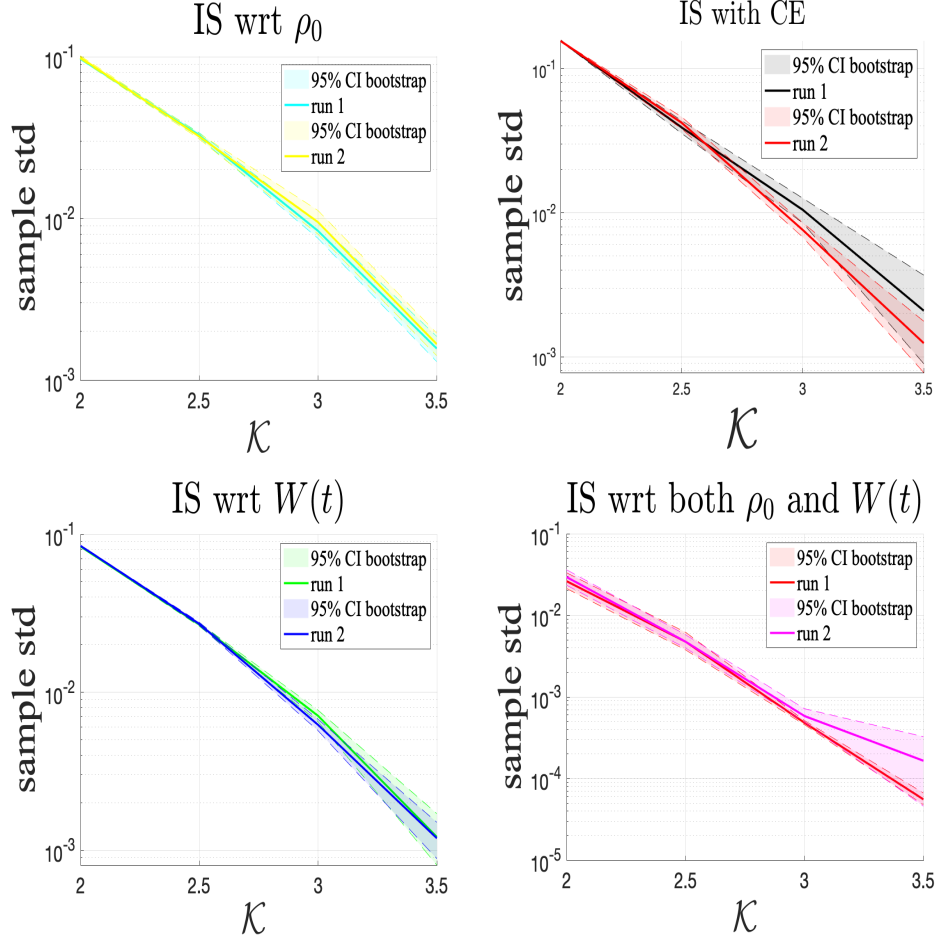 IS wrt ρ₀
10⁻¹
10⁻²
10⁻³
sample std
95% CI bootstrap
run 1
95% CI bootstrap
run 2
2 2.5 3 3.5
𝒦
IS with CE
10⁻¹
10⁻²
10⁻³
sample std
95% CI bootstrap
run 1
95% CI bootstrap
run 2
2 2.5 3 3.5
𝒦
IS wrt W(t)
10⁻¹
10⁻²
10⁻³
sample std
95% CI bootstrap
run 1
95% CI bootstrap
run 2
2 2.5 3 3.5
𝒦
IS wrt both ρ₀ and W(t)
10⁻¹
10⁻²
10⁻³
10⁻⁴
10⁻⁵
sample std
95% CI bootstrap
run 1
95% CI bootstrap
run 2
2 2.5 3 3.5
𝒦